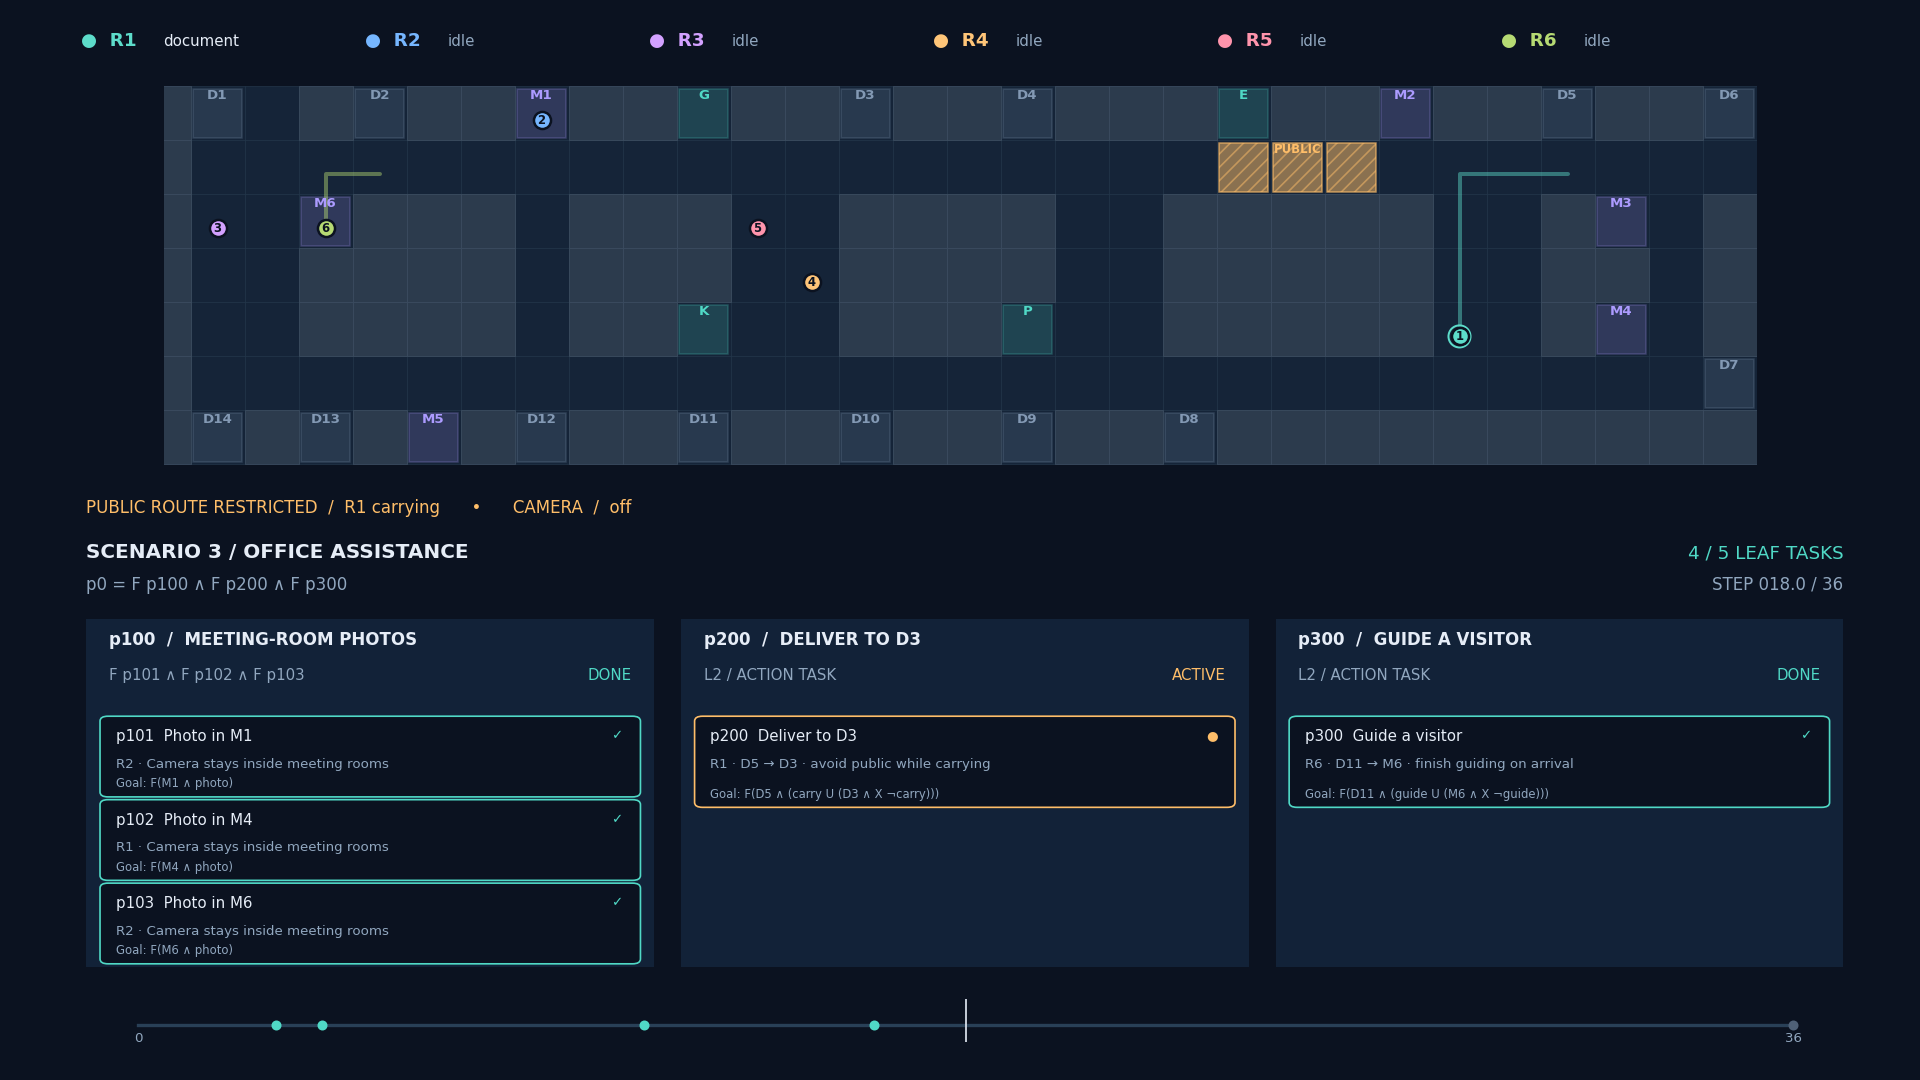 R1 document R2 idle R3 idle R4 idle R5 idle R6 idle
D1 D2 M1 G D3 D4 E M2 D5 D6
2
PUBLIC
M6 M3
3 6 5
4
K P M4
1
D7
D14 D13 M5 D12 D11 D10 D9 D8
PUBLIC ROUTE RESTRICTED / R1 carrying • CAMERA / off
SCENARIO 3 / OFFICE ASSISTANCE
4 / 5 LEAF TASKS
p0 = F p100 ∧ F p200 ∧ F p300
STEP 018.0 / 36
p100 / MEETING-ROOM PHOTOS
F p101 ∧ F p102 ∧ F p103 DONE
p101 Photo in M1 ✓
R2 · Camera stays inside meeting rooms
Goal: F(M1 ∧ photo)
p102 Photo in M4 ✓
R1 · Camera stays inside meeting rooms
Goal: F(M4 ∧ photo)
p103 Photo in M6 ✓
R2 · Camera stays inside meeting rooms
Goal: F(M6 ∧ photo)
p200 / DELIVER TO D3
L2 / ACTION TASK ACTIVE
p200 Deliver to D3
R1 · D5 → D3 · avoid public while carrying
Goal: F(D5 ∧ (carry U (D3 ∧ X ¬carry)))
p300 / GUIDE A VISITOR
L2 / ACTION TASK DONE
p300 Guide a visitor ✓
R6 · D11 → M6 · finish guiding on arrival
Goal: F(D11 ∧ (guide U (M6 ∧ X ¬guide)))
0 36